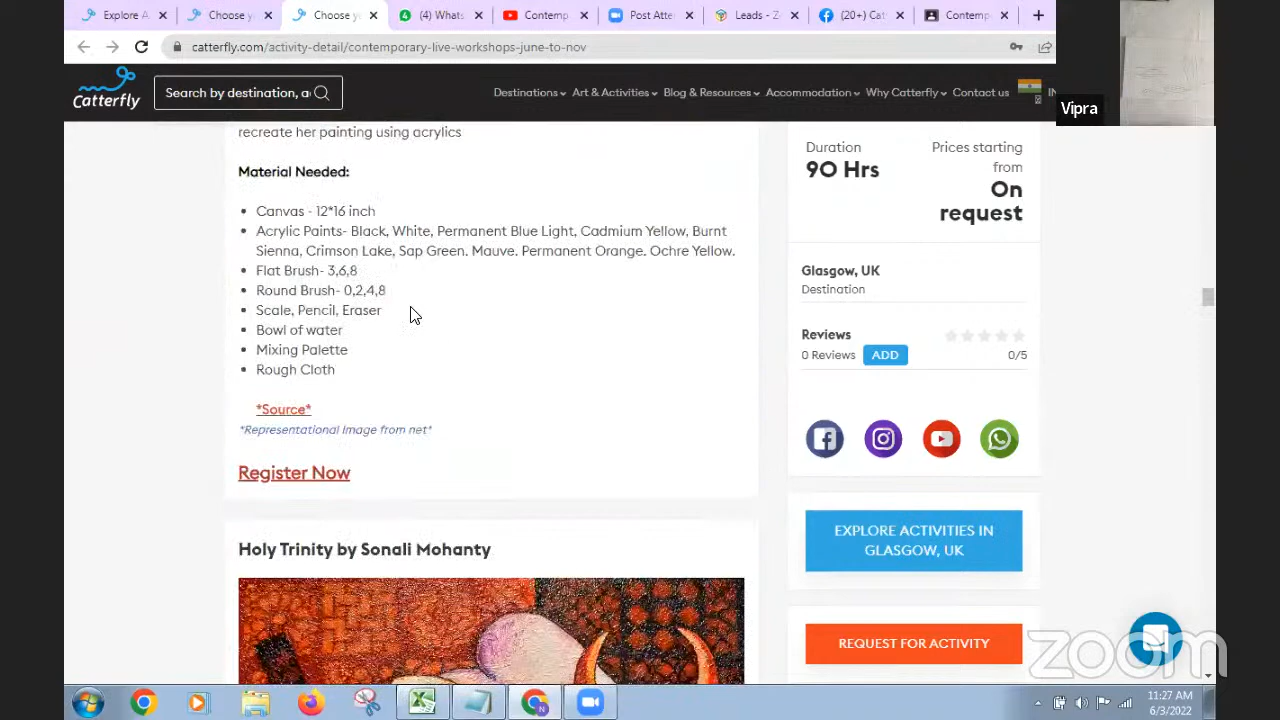 Explore A
Choose y
Choose yo
(4) Whats
Contemp
Post Atte
Leads - Z
(20+) Cat
Contemp
catterfly.com/activity-detail/contemporary-live-workshops-june-to-nov
Catterfly
Search by destination, a
Destinations
Art & Activities
Blog & Resources
Accommodation
Why Catterfly
Contact us
IN
Vipra
recreate her painting using acrylics
Material Needed:
Canvas - 12*16 inch
Acrylic Paints- Black, White, Permanent Blue Light, Cadmium Yellow, Burnt
Sienna, Crimson Lake, Sap Green. Mauve. Permanent Orange. Ochre Yellow.
Flat Brush- 3,6,8
Round Brush- 0,2,4,8
Scale, Pencil, Eraser
Bowl of water
Mixing Palette
Rough Cloth
*Source*
*Representational Image from net*
Register Now
Holy Trinity by Sonali Mohanty
Duration
90 Hrs
Prices starting
from
On
request
Glasgow, UK
Destination
Reviews
0 Reviews
ADD
0/5
EXPLORE ACTIVITIES IN
GLASGOW, UK
REQUEST FOR ACTIVITY
zoom
11:27 AM
6/3/2022